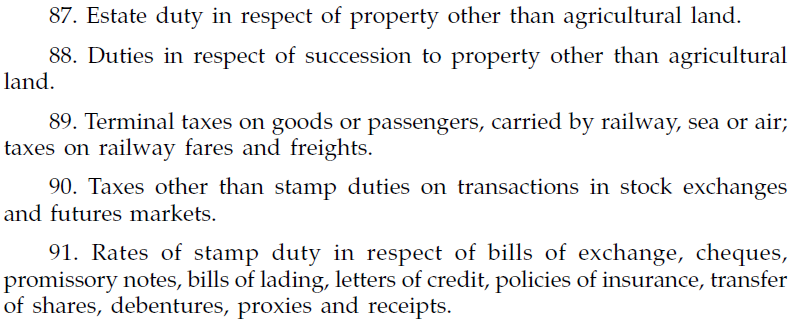 87. Estate duty in respect of property other than agricultural land.
88. Duties in respect of succession to property other than agricultural
land.
89. Terminal taxes on goods or passengers, carried by railway, sea or air;
taxes on railway fares and freights.
90. Taxes other than stamp duties on transactions in stock exchanges
and futures markets.
91. Rates of stamp duty in respect of bills of exchange, cheques,
promissory notes, bills of lading, letters of credit, policies of insurance, transfer
of shares, debentures, proxies and receipts.